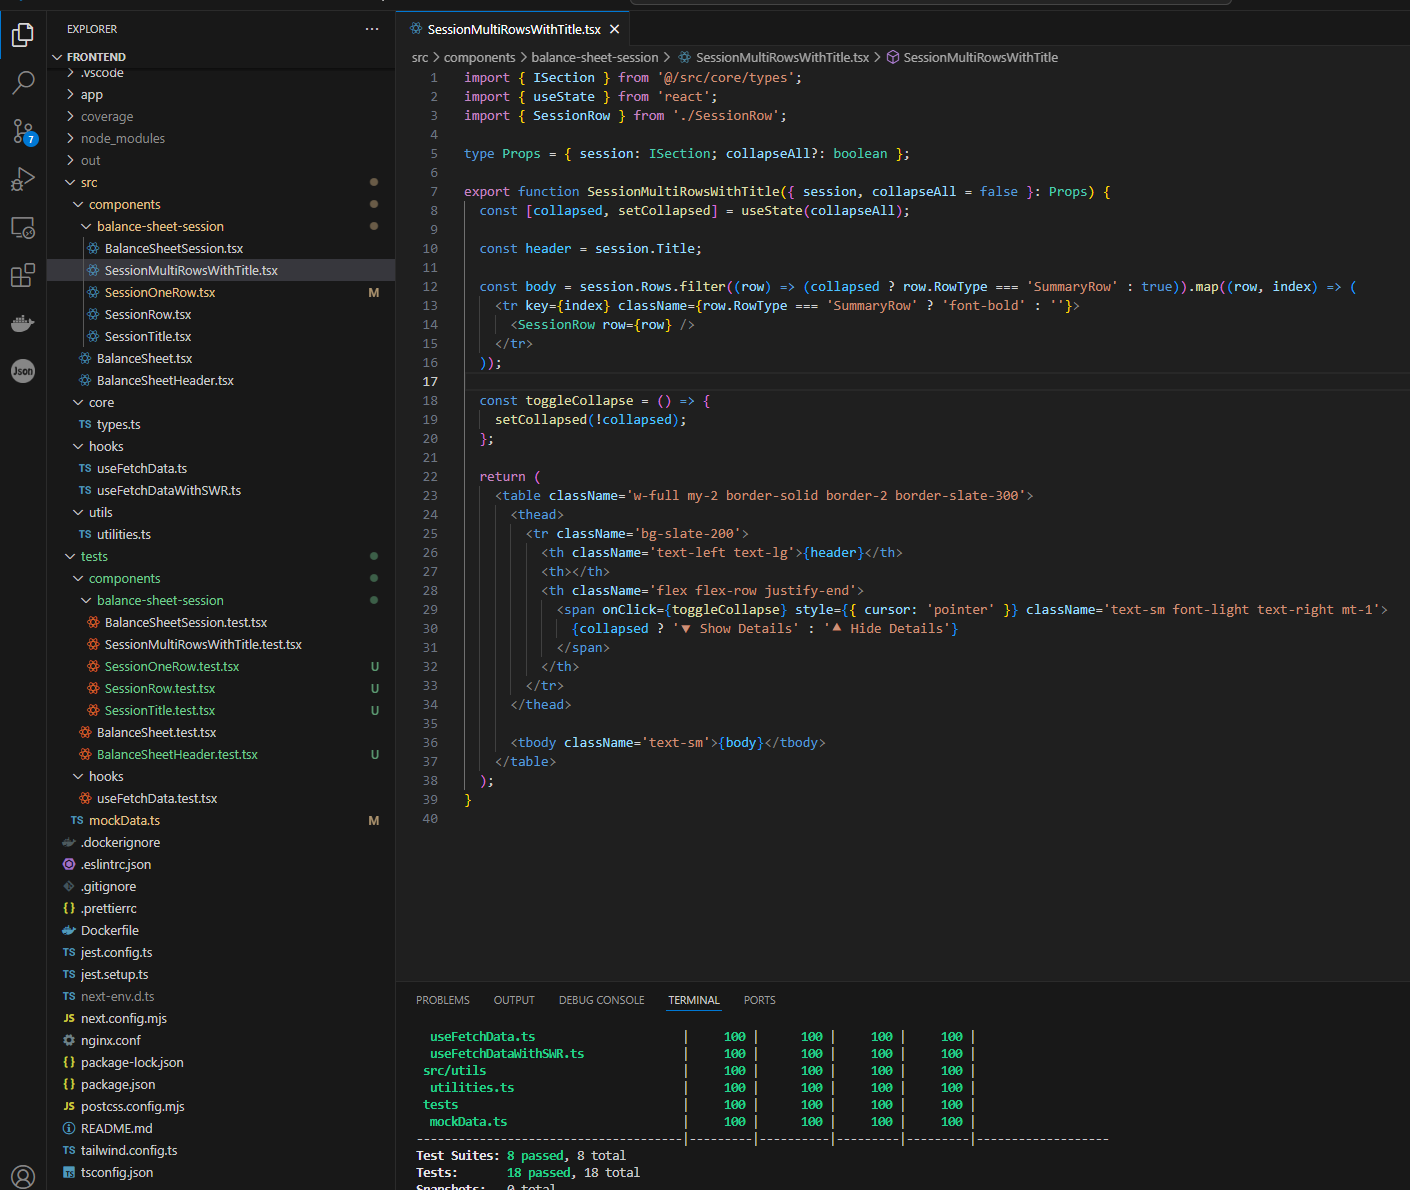 EXPLORER
FRONTEND
.vscode
app
coverage
node_modules
out
src
components
balance-sheet-session
BalanceSheetSession.tsx
SessionMultiRowsWithTitle.tsx
SessionOneRow.tsx M
SessionRow.tsx
SessionTitle.tsx
BalanceSheet.tsx
BalanceSheetHeader.tsx
core
TS types.ts
hooks
TS useFetchData.ts
TS useFetchDataWithSWR.ts
utils
TS utilities.ts
tests
components
balance-sheet-session
BalanceSheetSession.test.tsx
SessionMultiRowsWithTitle.test.tsx
SessionOneRow.test.tsx U
SessionRow.test.tsx U
SessionTitle.test.tsx U
BalanceSheet.test.tsx
BalanceSheetHeader.test.tsx U
hooks
useFetchData.test.tsx
TS mockData.ts M
.dockerignore
.eslintrc.json
.gitignore
{} .prettierrc
Dockerfile
TS jest.config.ts
TS jest.setup.ts
TS next-env.d.ts
JS next.config.mjs
nginx.conf
{} package-lock.json
{} package.json
JS postcss.config.mjs
README.md
TS tailwind.config.ts
TS tsconfig.json
7
Json
SessionMultiRowsWithTitle.tsx
src > components > balance-sheet-session > SessionMultiRowsWithTitle.tsx > SessionMultiRowsWithTitle
1 import { ISection } from '@/src/core/types';
2 import { useState } from 'react';
3 import { SessionRow } from './SessionRow';
4
5 type Props = { session: ISection; collapseAll?: boolean };
6
7 export function SessionMultiRowsWithTitle({ session, collapseAll = false }: Props) {
8 const [collapsed, setCollapsed] = useState(collapseAll);
9
10 const header = session.Title;
11
12 const body = session.Rows.filter((row) => (collapsed ? row.RowType === 'SummaryRow' : true)).map((row, index) => (
13 <tr key={index} className={row.RowType === 'SummaryRow' ? 'font-bold' : ''}>
14 <SessionRow row={row} />
15 </tr>
16 ));
17
18 const toggleCollapse = () => {
19 setCollapsed(!collapsed);
20 };
21
22 return (
23 <table className='w-full my-2 border-solid border-2 border-slate-300'>
24 <thead>
25 <tr className='bg-slate-200'>
26 <th className='text-left text-lg'>{header}</th>
27 <th></th>
28 <th className='flex flex-row justify-end'>
29 <span onClick={toggleCollapse} style={{ cursor: 'pointer' }} className='text-sm font-light text-right mt-1'>
30 {collapsed ? '▼ Show Details' : '▲ Hide Details'}
31 </span>
32 </th>
33 </tr>
34 </thead>
35
36 <tbody className='text-sm'>{body}</tbody>
37 </table>
38 );
39 }
40
PROBLEMS OUTPUT DEBUG CONSOLE TERMINAL PORTS
useFetchData.ts | 100 | 100 | 100 | 100 |
useFetchDataWithSWR.ts | 100 | 100 | 100 | 100 |
src/utils | 100 | 100 | 100 | 100 |
utilities.ts | 100 | 100 | 100 | 100 |
tests | 100 | 100 | 100 | 100 |
mockData.ts | 100 | 100 | 100 | 100 |
-----------------------------------|---------|----------|---------|---------|-------------------
Test Suites: 8 passed, 8 total
Tests: 18 passed, 18 total
Snapshots: 0 total